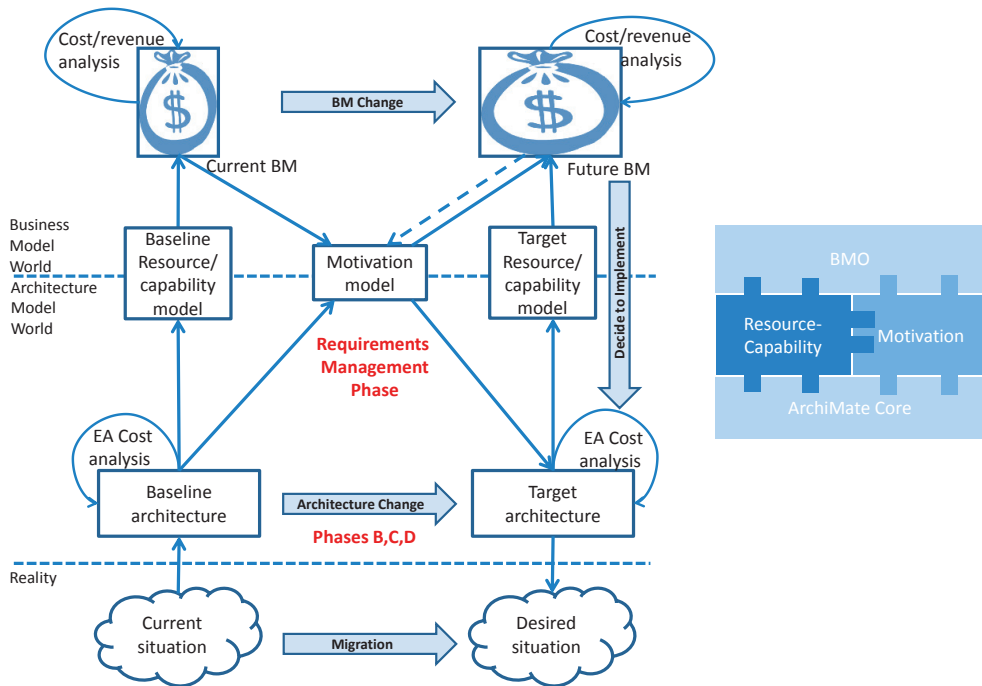 Cost/revenue
analysis
$
BM Change
Cost/revenue
analysis
$
Current BM
Future BM
Business
Model
World
Architecture
Model
World
Baseline
Resource/
capability
model
Motivation
model
Target
Resource/
capability
model
Decide to Implement
Requirements
Management
Phase
EA Cost
analysis
EA Cost
analysis
Baseline
architecture
Architecture Change
Phases B,C,D
Target
architecture
Reality
Current
situation
Migration
Desired
situation
BMO
Resource-
Capability
Motivation
ArchiMate Core